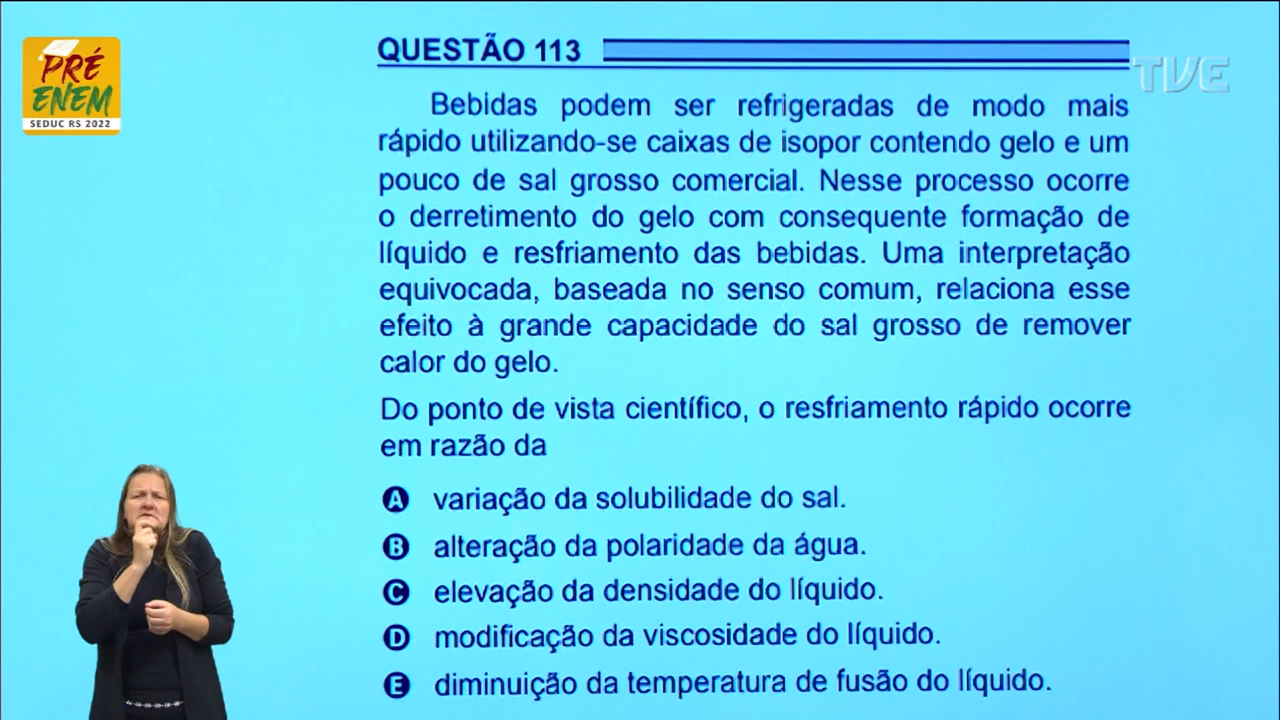 PRÉ
ENEM
SEDUC RS 2022
TVE
QUESTÃO 113
Bebidas podem ser refrigeradas de modo mais
rápido utilizando-se caixas de isopor contendo gelo e um
pouco de sal grosso comercial. Nesse processo ocorre
o derretimento do gelo com consequente formação de
líquido e resfriamento das bebidas. Uma interpretação
equivocada, baseada no senso comum, relaciona esse
efeito à grande capacidade do sal grosso de remover
calor do gelo.
Do ponto de vista científico, o resfriamento rápido ocorre
em razão da
A variação da solubilidade do sal.
B alteração da polaridade da água.
C elevação da densidade do líquido.
D modificação da viscosidade do líquido.
E diminuição da temperatura de fusão do líquido.